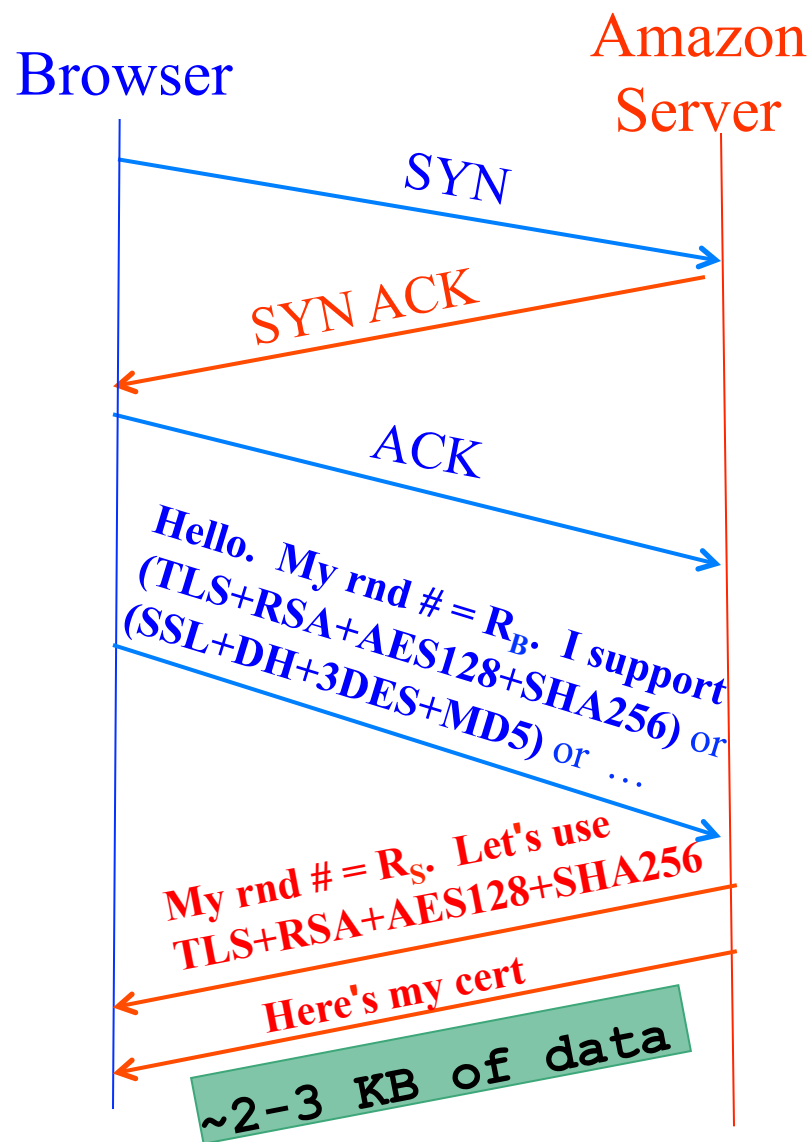 Browser
Amazon
Server
SYN
SYN ACK
ACK
Hello.  My rnd # = RB.  I support
(TLS+RSA+AES128+SHA256) or
(SSL+DH+3DES+MD5) or  …
My rnd # = RS.  Let's use
TLS+RSA+AES128+SHA256
Here's my cert
~2-3 KB of data